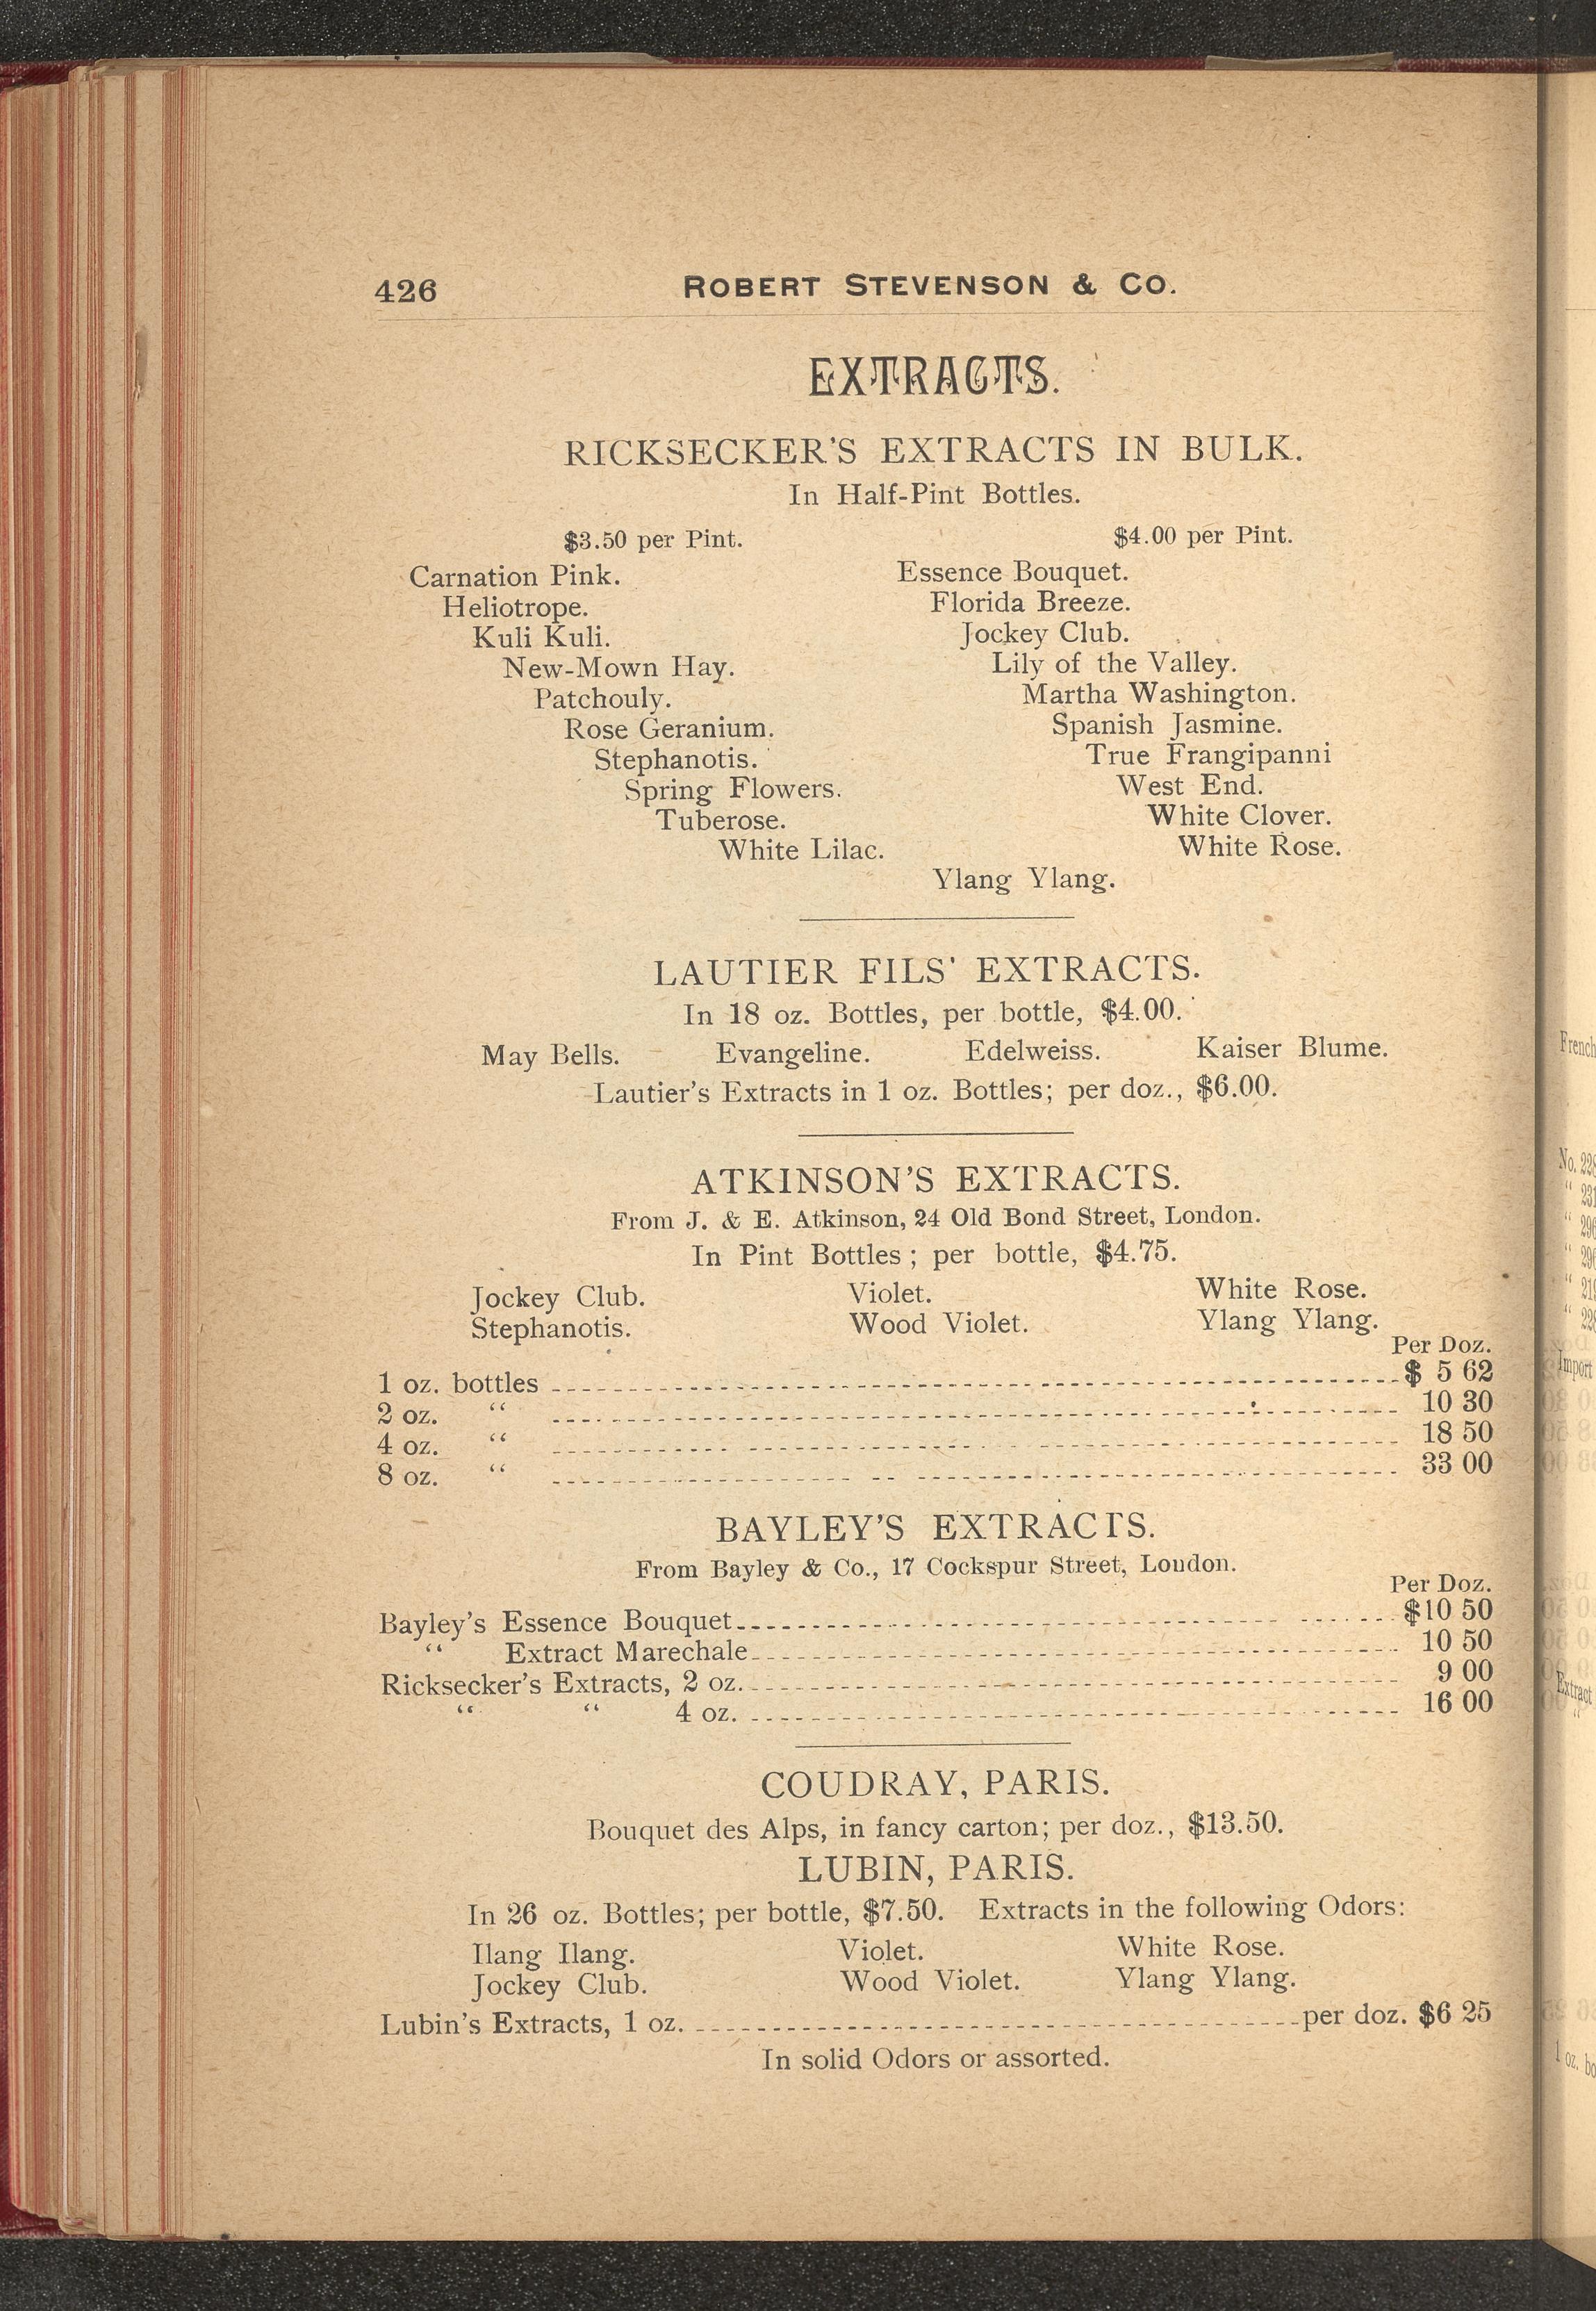 426 ROBERT STEVENSON & CO.
EXTRACTS.
RICKSECKER'S EXTRACTS IN BULK.
In Half-Pint Bottles.
$3.50 per Pint. $4.00 per Pint.
Carnation Pink. Essence Bouquet.
Heliotrope. Florida Breeze.
Kuli Kuli. Jockey Club.
New-Mown Hay. Lily of the Valley.
Patchouly. Martha Washington.
Rose Geranium. Spanish Jasmine.
Stephanotis. True Frangipanni
Spring Flowers. West End.
Tuberose. White Clover.
White Lilac. White Rose.
Ylang Ylang.
LAUTIER FILS' EXTRACTS.
In 18 oz. Bottles, per bottle, $4.00.
May Bells. Evangeline. Edelweiss. Kaiser Blume.
Lautier's Extracts in 1 oz. Bottles; per doz., $6.00.
ATKINSON'S EXTRACTS.
From J. & E. Atkinson, 24 Old Bond Street, London.
In Pint Bottles; per bottle, $4.75.
Jockey Club. Violet. White Rose.
Stephanotis. Wood Violet. Ylang Ylang.
Per Doz.
1 oz. bottles $ 5 62
2 oz. “ 10 30
4 oz. “ 18 50
8 oz. “ 33 00
BAYLEY'S EXTRACTS.
From Bayley & Co., 17 Cockspur Street, London.
Per Doz.
Bayley's Essence Bouquet $10 50
“ Extract Marechale 10 50
Ricksecker's Extracts, 2 oz. 9 00
“ “ 4 oz. 16 00
COUDRAY, PARIS.
Bouquet des Alps, in fancy carton; per doz., $13.50.
LUBIN, PARIS.
In 26 oz. Bottles; per bottle, $7.50. Extracts in the following Odors:
Ilang Ilang. Violet. White Rose.
Jockey Club. Wood Violet. Ylang Ylang.
Lubin's Extracts, 1 oz. per doz. $6 25
In solid Odors or assorted.
French
Extract